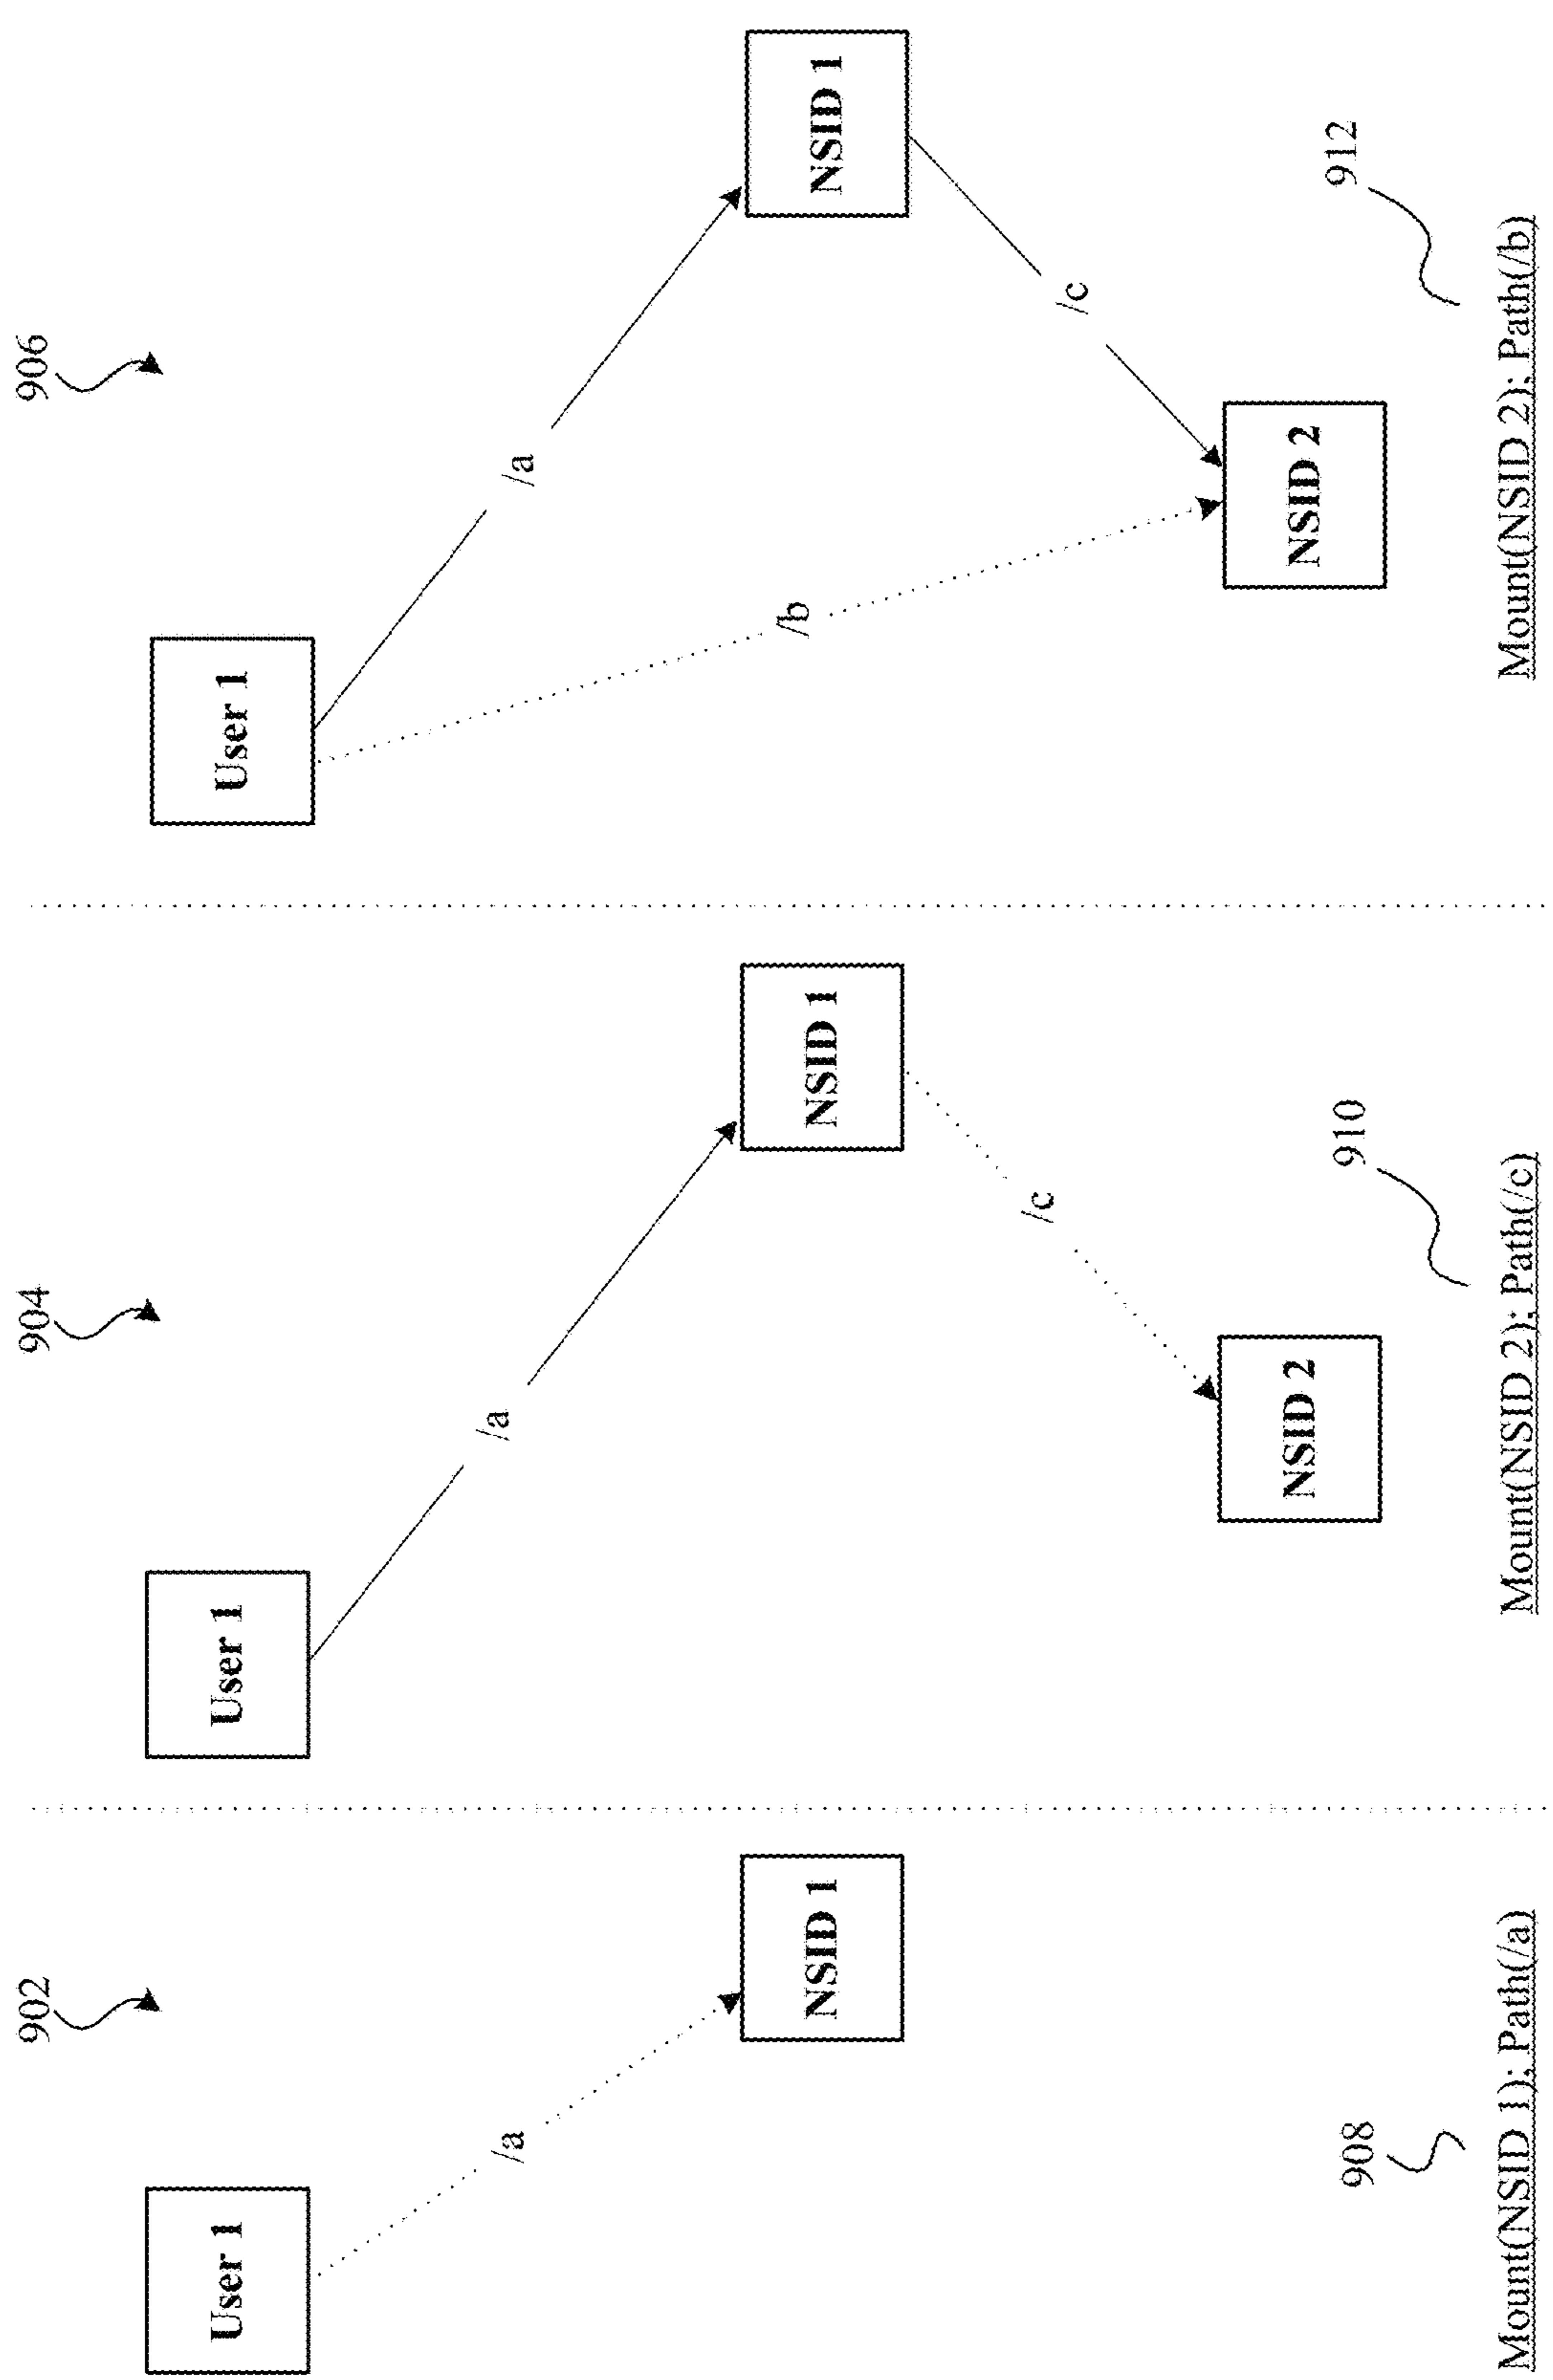 902
User 1
/a
NSID 1
908
Mount(NSID 1); Path(/a)
904
User 1
/a
NSID 1
/c
NSID 2
910
Mount(NSID 2); Path(/c)
906
User 1
/a
NSID 1
/b
/c
NSID 2
912
Mount(NSID 2); Path(/b)